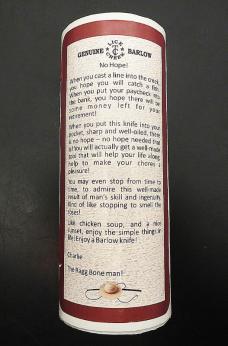 LICK
TC
CREEK
GENUINE BARLOW
No Hope!
When you cast a line into the creek,
you hope you will catch a fish.
When you put your paycheck into
the bank, you hope there will be
some money left for your
retirement!
When you put this knife into your
pocket, sharp and well-oiled, there
is no hope – no hope needed that
is! You will actually get a well-made
tool that will help your life along,
help to make your chores a
pleasure!
You may even stop from time to
time, to admire this well-made
result of man's skill and ingenuity,
kind of like stopping to smell the
roses!
Like chicken soup, and a nice
sunset, enjoy the simple things in
life! Enjoy a Barlow knife!
Charlie
The Ragg Bone man!